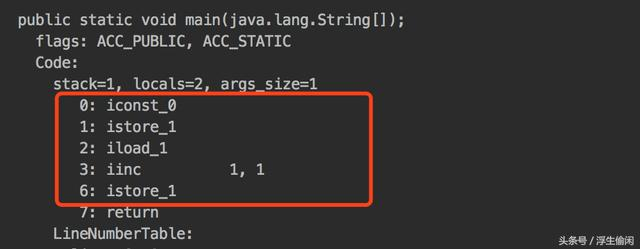 public static void main(java.lang.String[]);
flags: ACC_PUBLIC, ACC_STATIC
Code:
stack=1, locals=2, args_size=1
0: iconst_0
1: istore_1
2: iload_1
3: iinc 1, 1
6: istore_1
7: return
LineNumberTable:
头条号 / 浮生偷闲